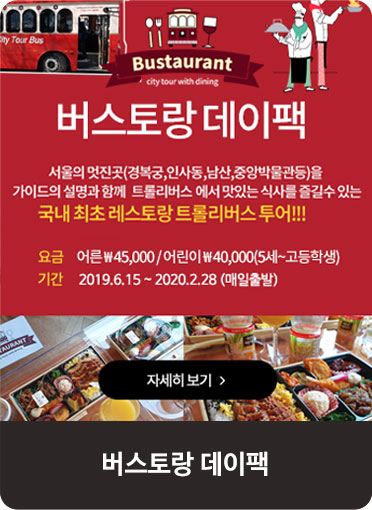 City Tour Bus
Bustaurant
city tour with dining
버스토랑 데이팩
서울의 멋진곳(경복궁,인사동,남산,중앙박물관등)을
가이드의 설명과 함께 트롤리버스 에서 맛있는 식사를 즐길수 있는
국내 최초 레스토랑 트롤리버스 투어!!!
요금 어른₩45,000 / 어린이₩40,000(5세~고등학생)
기간 2019.6.15 ~ 2020.2.28 (매일출발)
자세히 보기 >
버스토랑 데이팩